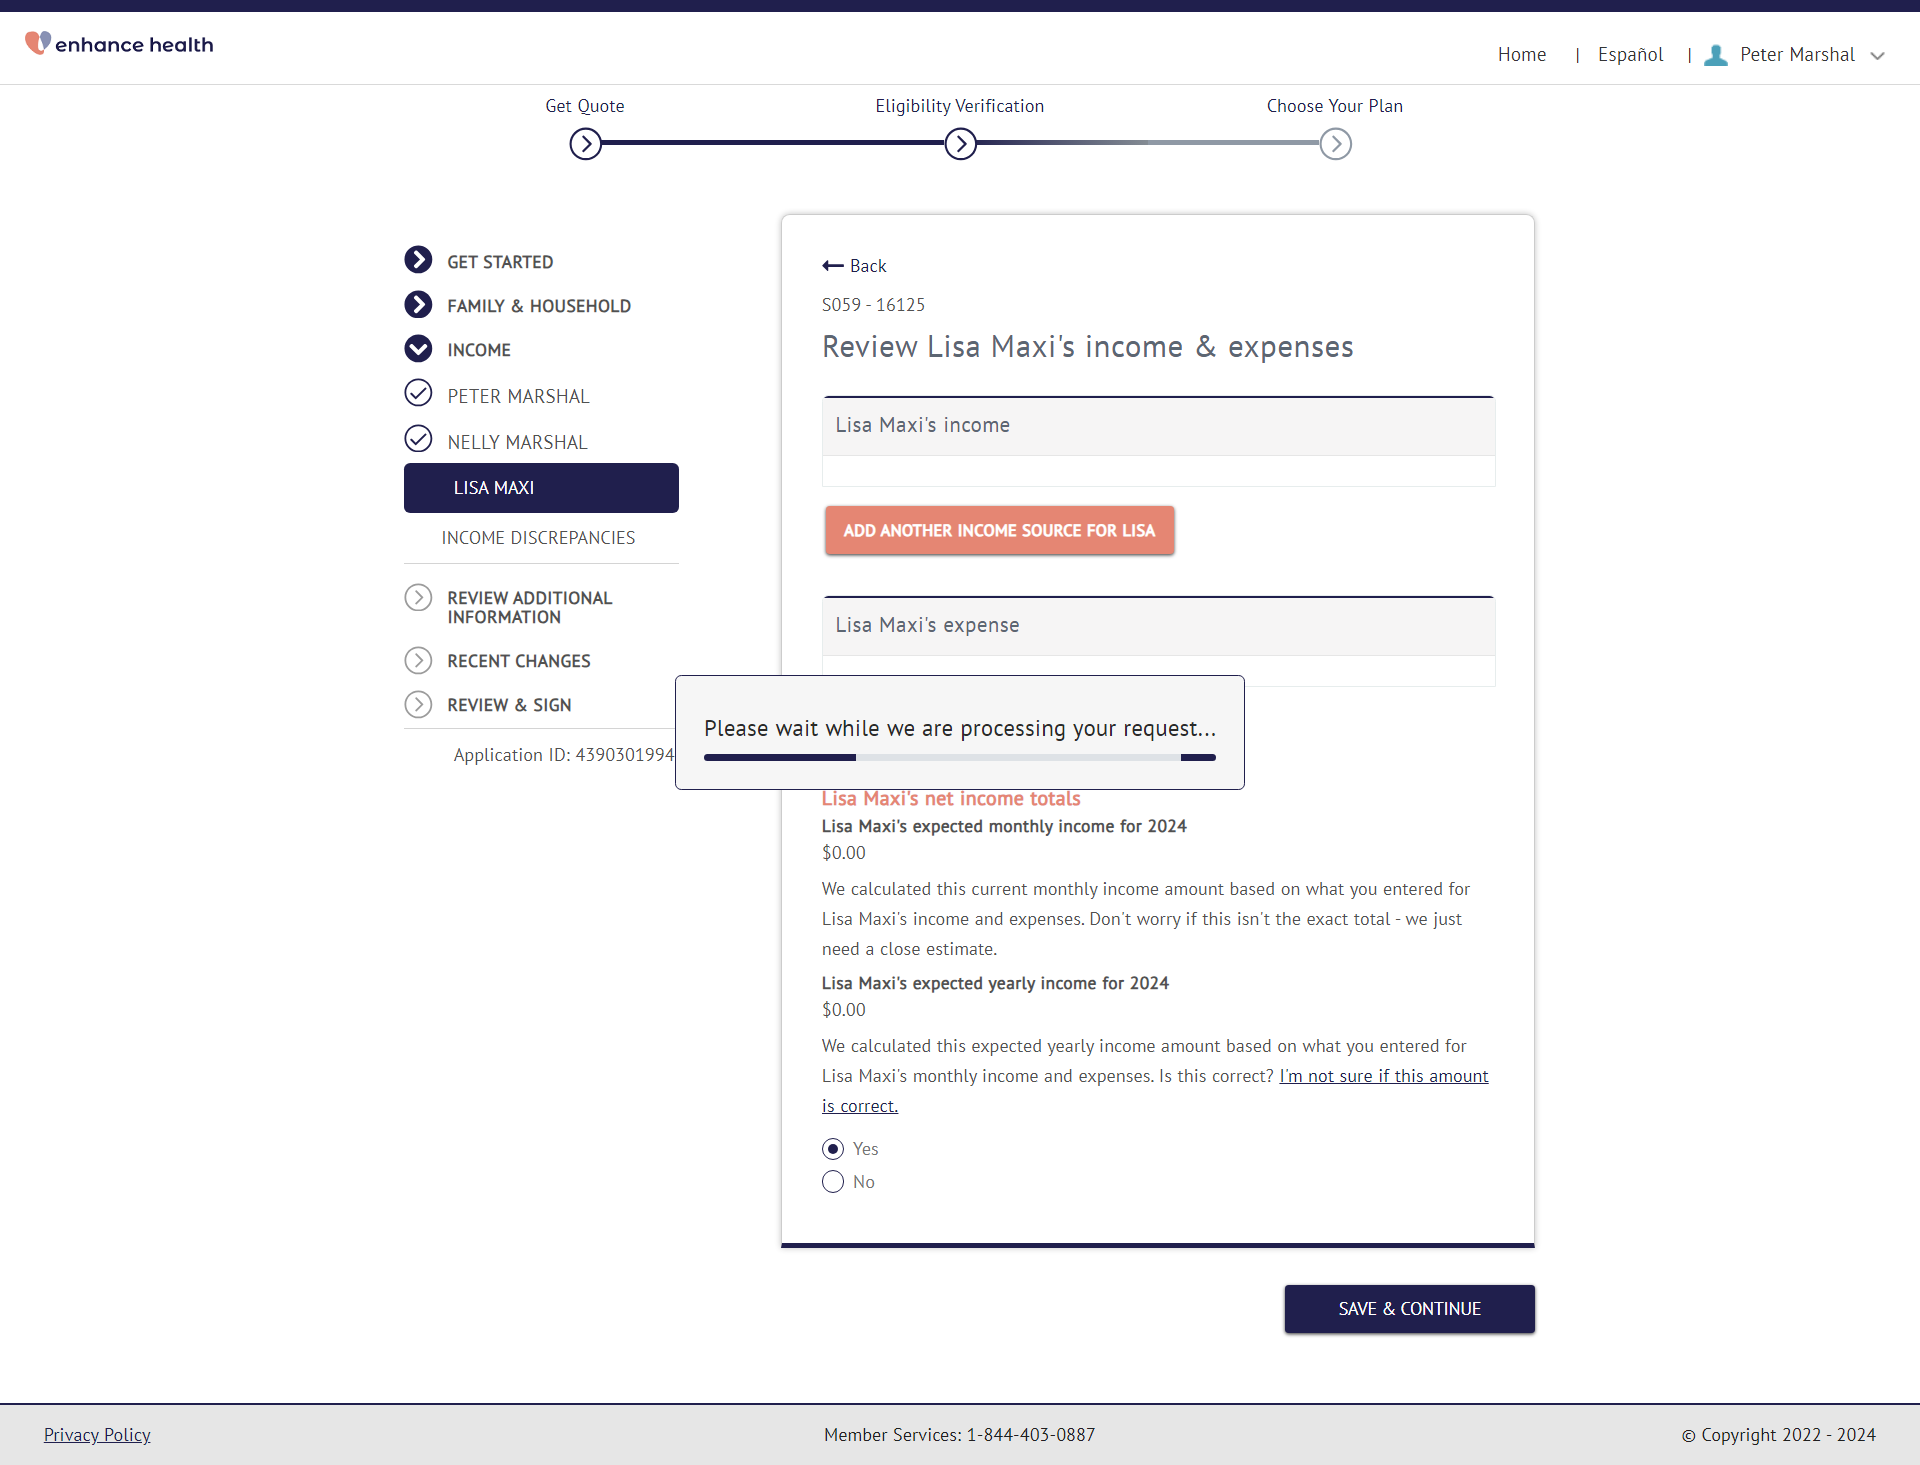 enhance health
Home | Español | Peter Marshal
Get Quote
Eligibility Verification
Choose Your Plan
GET STARTED
FAMILY & HOUSEHOLD
INCOME
PETER MARSHAL
NELLY MARSHAL
LISA MAXI
INCOME DISCREPANCIES
REVIEW ADDITIONAL
INFORMATION
RECENT CHANGES
REVIEW & SIGN
Application ID: 4390301994
Back
S059 - 16125
Review Lisa Maxi's income & expenses
Lisa Maxi's income
ADD ANOTHER INCOME SOURCE FOR LISA
Lisa Maxi's expense
Please wait while we are processing your request...
Lisa Maxi's net income totals
Lisa Maxi's expected monthly income for 2024
$0.00
We calculated this current monthly income amount based on what you entered for
Lisa Maxi's income and expenses. Don't worry if this isn't the exact total - we just
need a close estimate.
Lisa Maxi's expected yearly income for 2024
$0.00
We calculated this expected yearly income amount based on what you entered for
Lisa Maxi's monthly income and expenses. Is this correct? I'm not sure if this amount
is correct.
Yes
No
SAVE & CONTINUE
Privacy Policy
Member Services: 1-844-403-0887
© Copyright 2022 - 2024